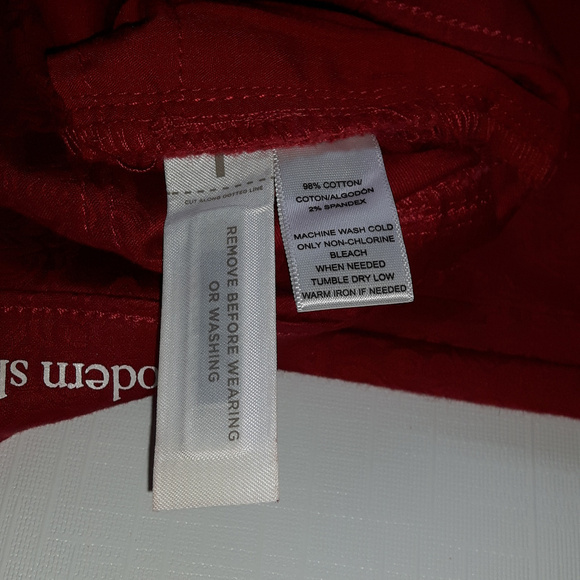 98% COTTON/
COTON/ALGODÓN
2% SPANDEX
MACHINE WASH COLD
ONLY NON-CHLORINE
BLEACH
WHEN NEEDED
TUMBLE DRY LOW
WARM IRON IF NEEDED
CUT ALONG DOTTED LINE
REMOVE BEFORE WEARING
OR WASHING